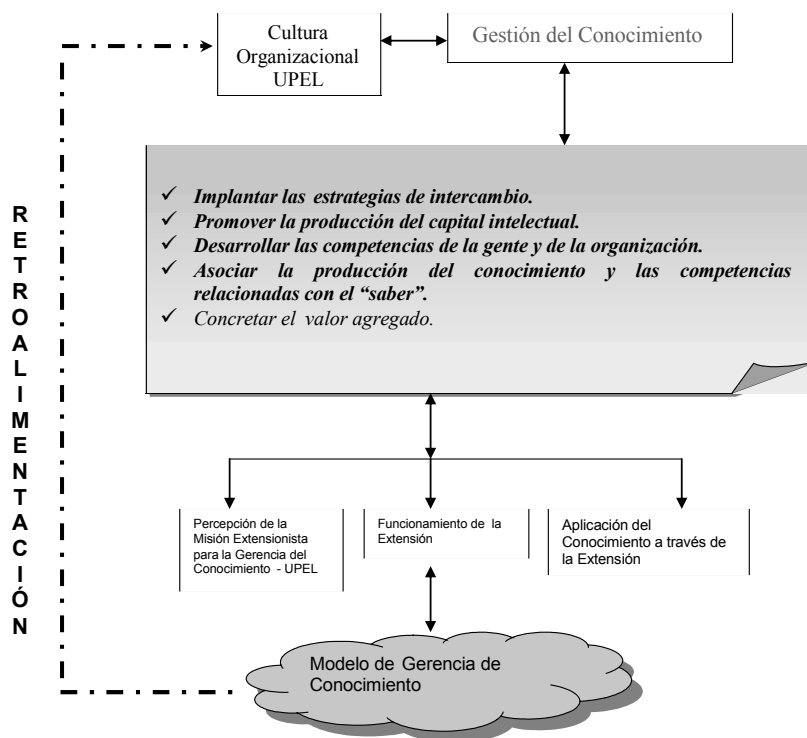 Cultura
Organizacional
UPEL
Gestión del Conocimiento
✓ Implantar las estrategias de intercambio.
✓ Promover la producción del capital intelectual.
✓ Desarrollar las competencias de la gente y de la organización.
✓ Asociar la producción del conocimiento y las competencias
relacionadas con el “saber”.
✓ Concretar el valor agregado.
RETROALIMENTACIÓN
Percepción de la
Misión Extensionista
para la Gerencia del
Conocimiento - UPEL
Funcionamiento de la
Extensión
Aplicación del
Conocimiento a través de
la Extensión
Modelo de Gerencia de
Conocimiento